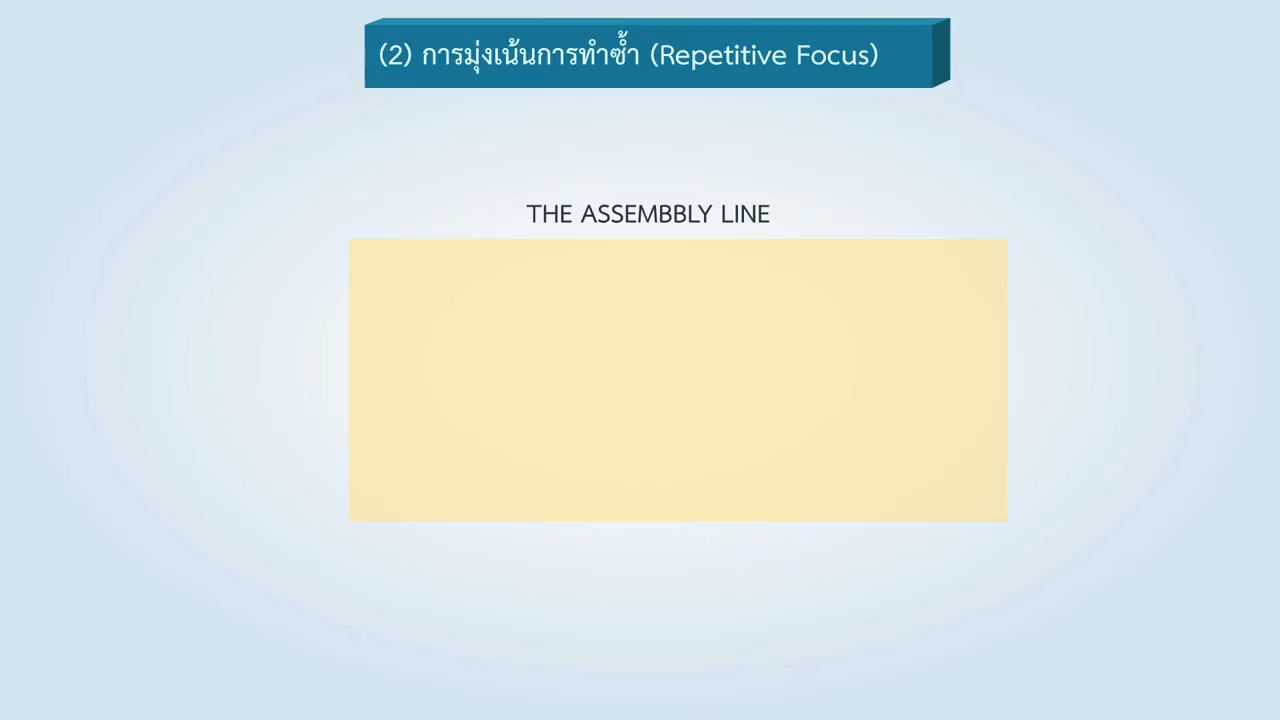 (2) การมุ่งเน้นการทำซ้ำ (Repetitive Focus)
THE ASSEMBBLY LINE